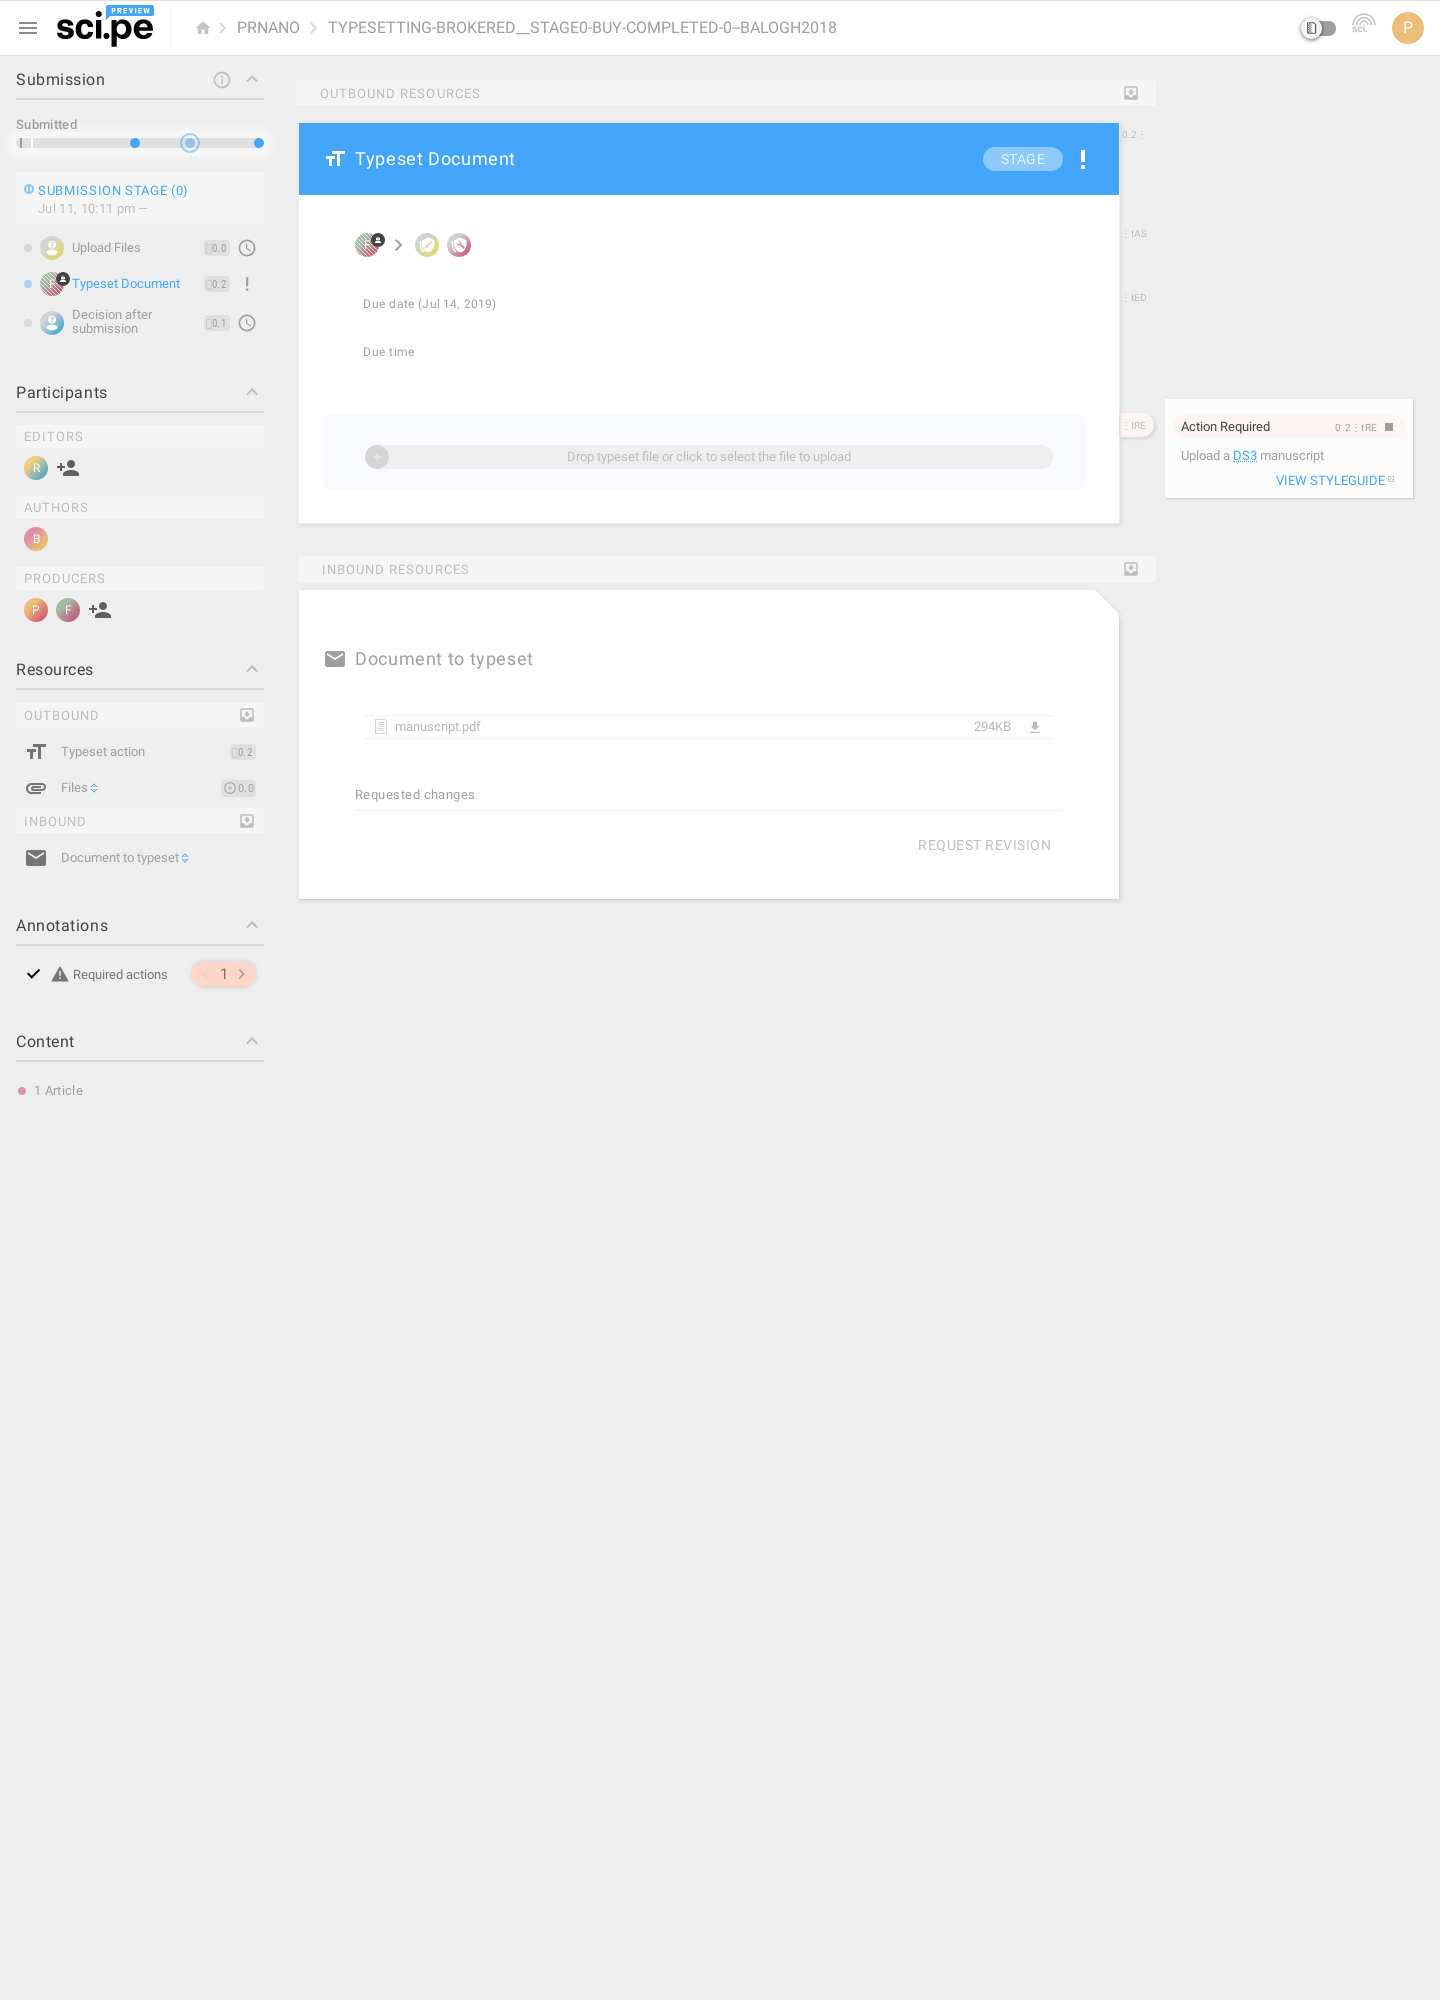 PREVIEW
sci.pe
PRNANO
TYPESETTING-BROKERED__STAGE0-BUY-COMPLETED-0--BALOGH2018
sci.
P
Submission
Submitted
SUBMISSION STAGE (0)
Jul 11, 10:11 pm —
Upload Files
0.0
F
Typeset Document
0.2
Decision after
submission
0.1
Participants
EDITORS
R
AUTHORS
B
PRODUCERS
P
F
Resources
OUTBOUND
Typeset action
0.2
Files
0.0
INBOUND
Document to typeset
Annotations
Required actions
1
Content
1 Article
OUTBOUND RESOURCES
0.2
Typeset Document
STAGE
F
tAS
Due date (Jul 14, 2019)
tED
Due time
tRE
Drop typeset file or click to select the file to upload
Action Required
0.2 ⋮ tRE
Upload a DS3 manuscript
VIEW STYLEGUIDE
INBOUND RESOURCES
Document to typeset
manuscript.pdf
294KB
Requested changes
REQUEST REVISION